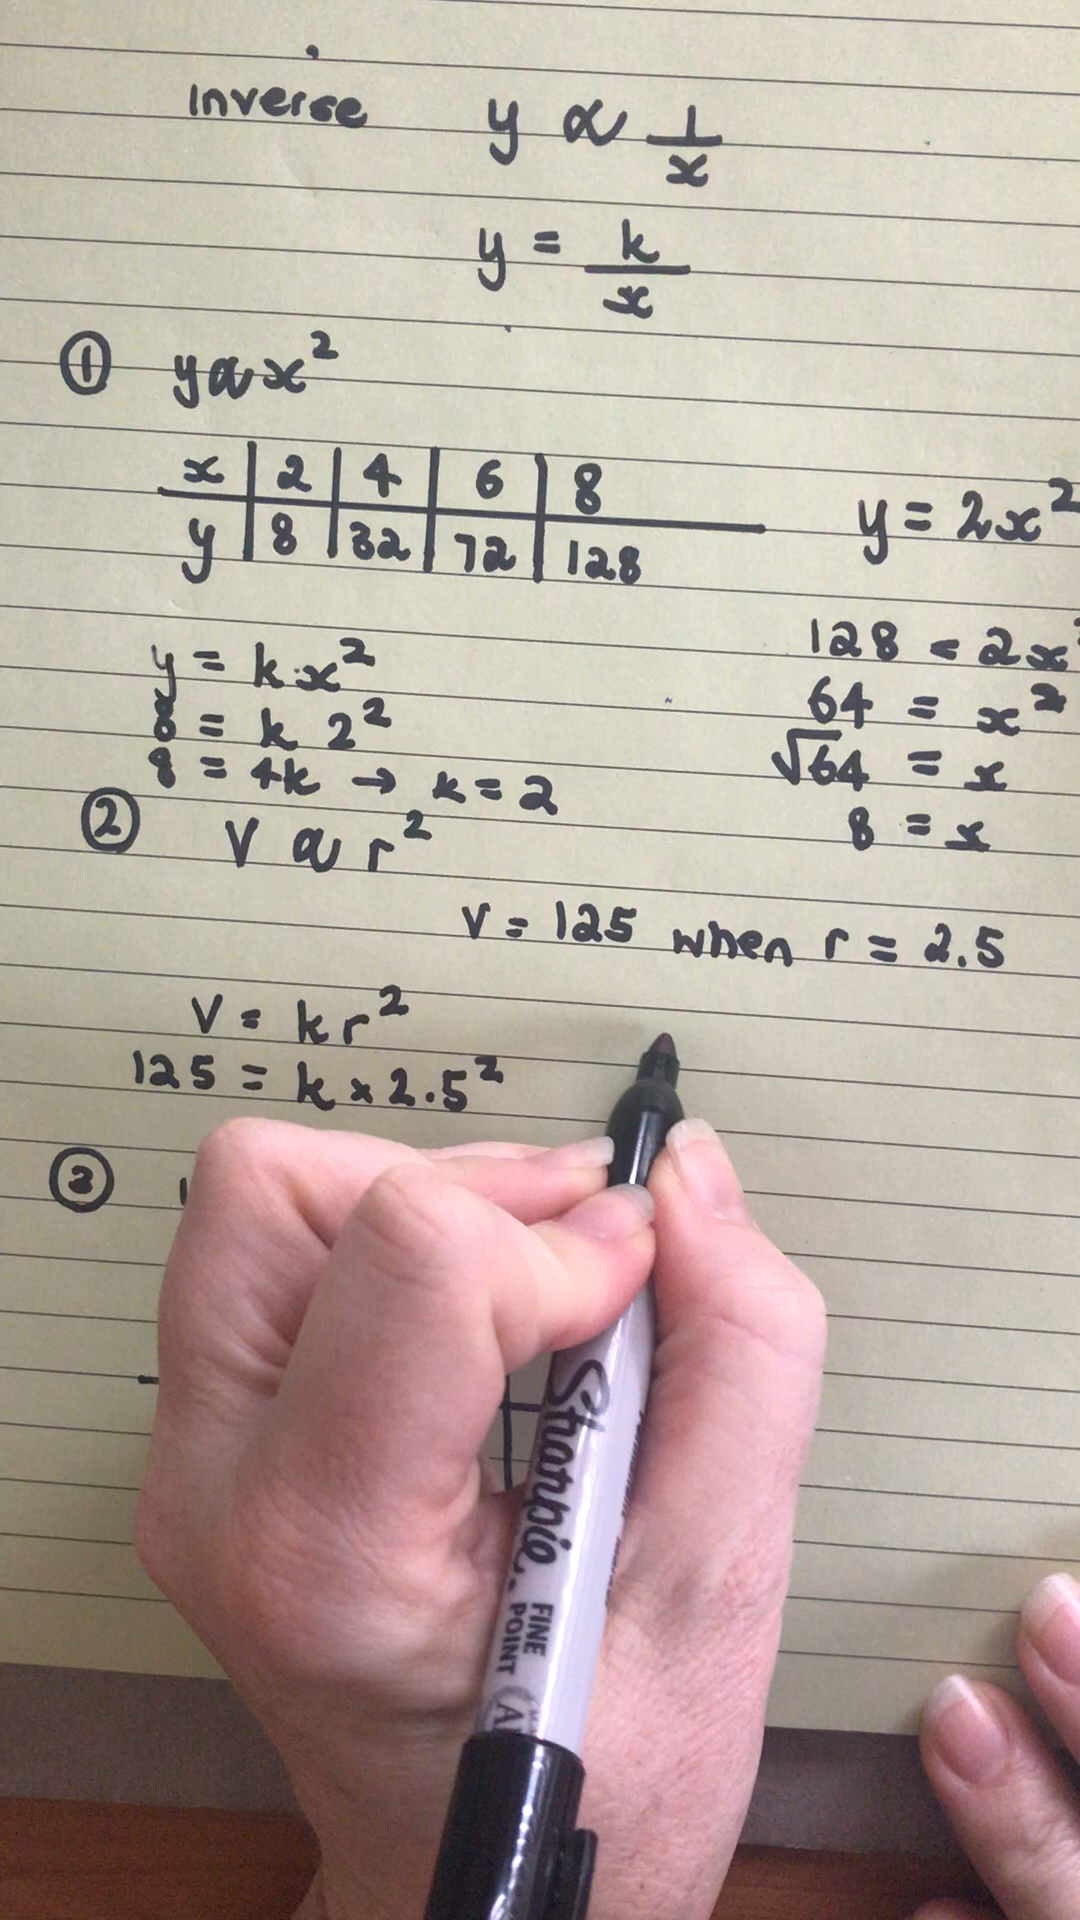 Inverse y ∝ 1/x
y = k/x
① y ∝ x²
x | 2 | 4 | 6 | 8
y | 8 | 32 | 72 | 128
y = 2x²
y = kx²
8 = k 2²
8 = 4k → k = 2
128 = 2x²
64 = x²
√64 = x
8 = x
② V ∝ r²
V = 125 when r = 2.5
V = kr²
125 = k × 2.5²
③
Sharpie.
FINE
POINT